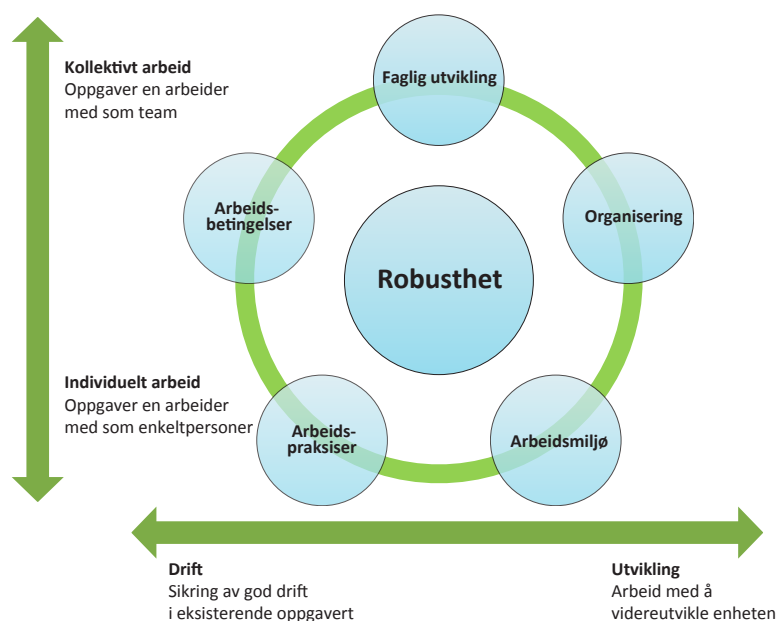 Kollektivt arbeid
Oppgaver en arbeider
med som team
Faglig utvikling
Arbeids-
betingelser
Organisering
Robusthet
Individuelt arbeid
Oppgaver en arbeider
med som enkeltpersoner
Arbeids-
praksiser
Arbeidsmiljø
Drift
Sikring av god drift
i eksisterende oppgavert
Utvikling
Arbeid med å
videreutvikle enheten